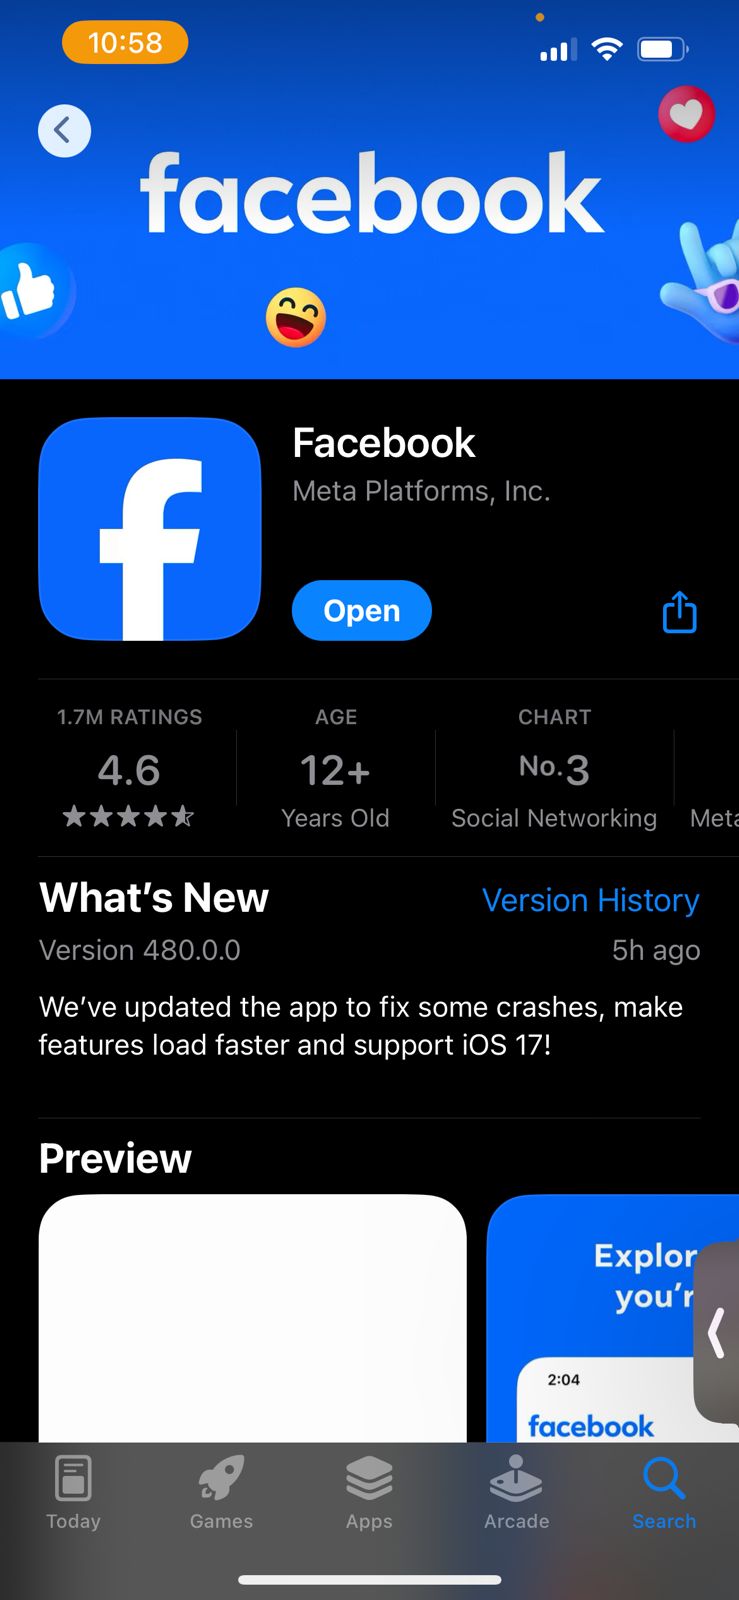 10:58
facebook
Facebook
Meta Platforms, Inc.
Open
1.7M RATINGS
4.6
AGE
12+
Years Old
CHART
No.3
Social Networking
Meta
What's New
Version History
Version 480.0.0
5h ago
We've updated the app to fix some crashes, make
features load faster and support iOS 17!
Preview
Explor
you'r
2:04
facebook
Today
Games
Apps
Arcade
Search